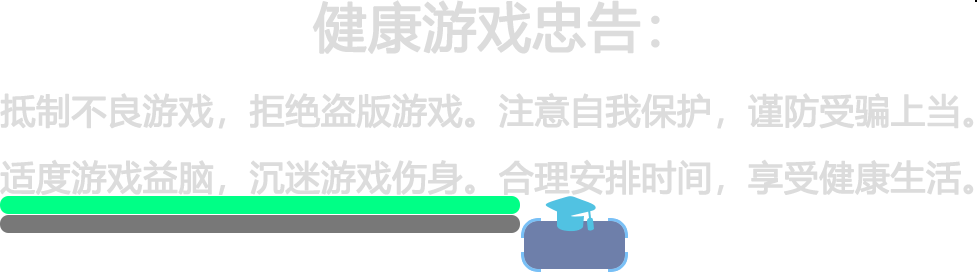 健康游戏忠告：
抵制不良游戏，拒绝盗版游戏。注意自我保护，谨防受骗上当。
适度游戏益脑，沉迷游戏伤身。合理安排时间，享受健康生活。